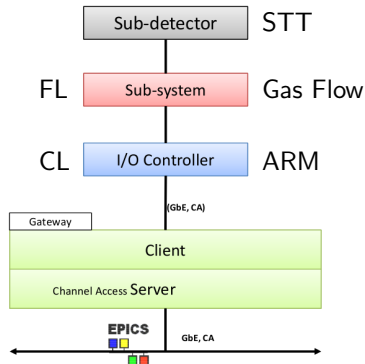 Sub-detector STT
FL Sub-system Gas Flow
CL I/O Controller ARM
(GbE, CA)
Gateway
Client
Channel Access Server
EPICS
GbE, CA